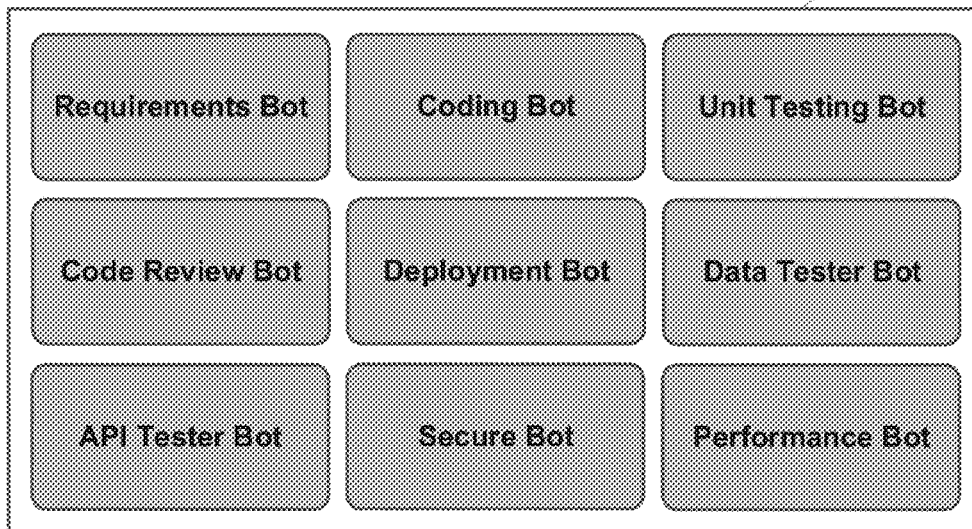 Requirements Bot
Coding Bot
Unit Testing Bot
Code Review Bot
Deployment Bot
Data Tester Bot
API Tester Bot
Secure Bot
Performance Bot